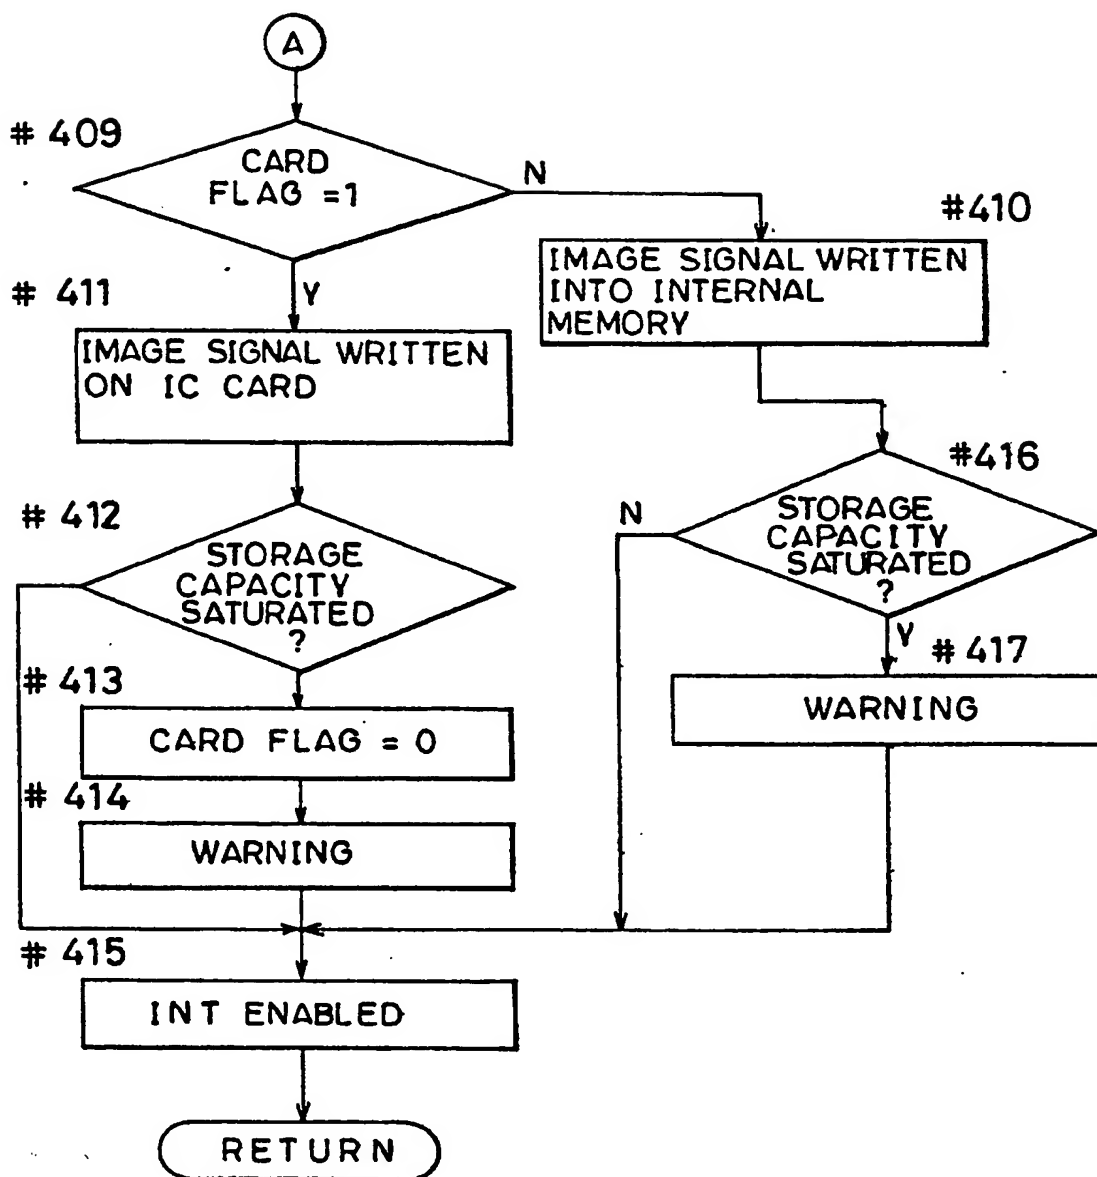 A
# 409
CARD
FLAG =1
N
#410
IMAGE SIGNAL WRITTEN
INTO INTERNAL
MEMORY
# 411
Y
IMAGE SIGNAL WRITTEN
ON IC CARD
#416
N
STORAGE
CAPACITY
SATURATED
?
Y
# 412
STORAGE
CAPACITY
SATURATED
?
# 417
WARNING
# 413
CARD FLAG = 0
# 414
WARNING
# 415
INT ENABLED
RETURN